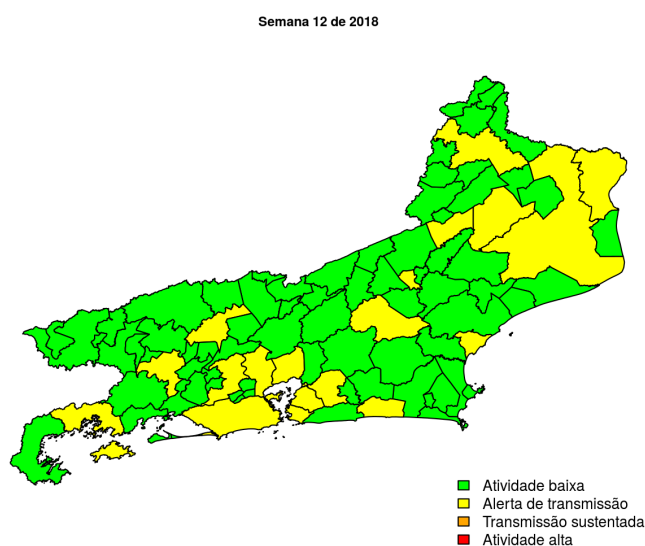 Semana 12 de 2018
Atividade baixa
Alerta de transmissão
Transmissão sustentada
Atividade alta